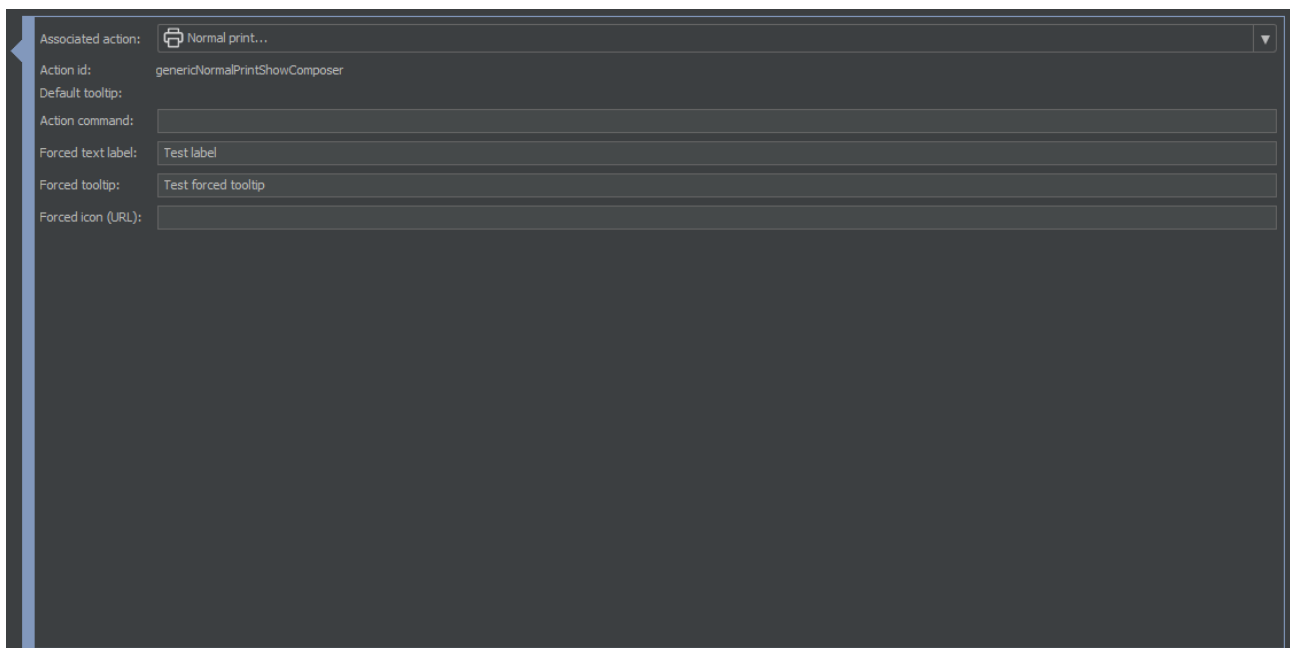 Associated action: Normal print...
Action id: genericNormalPrintShowComposer
Default tooltip:
Action command:
Forced text label: Test label
Forced tooltip: Test forced tooltip
Forced icon (URL):